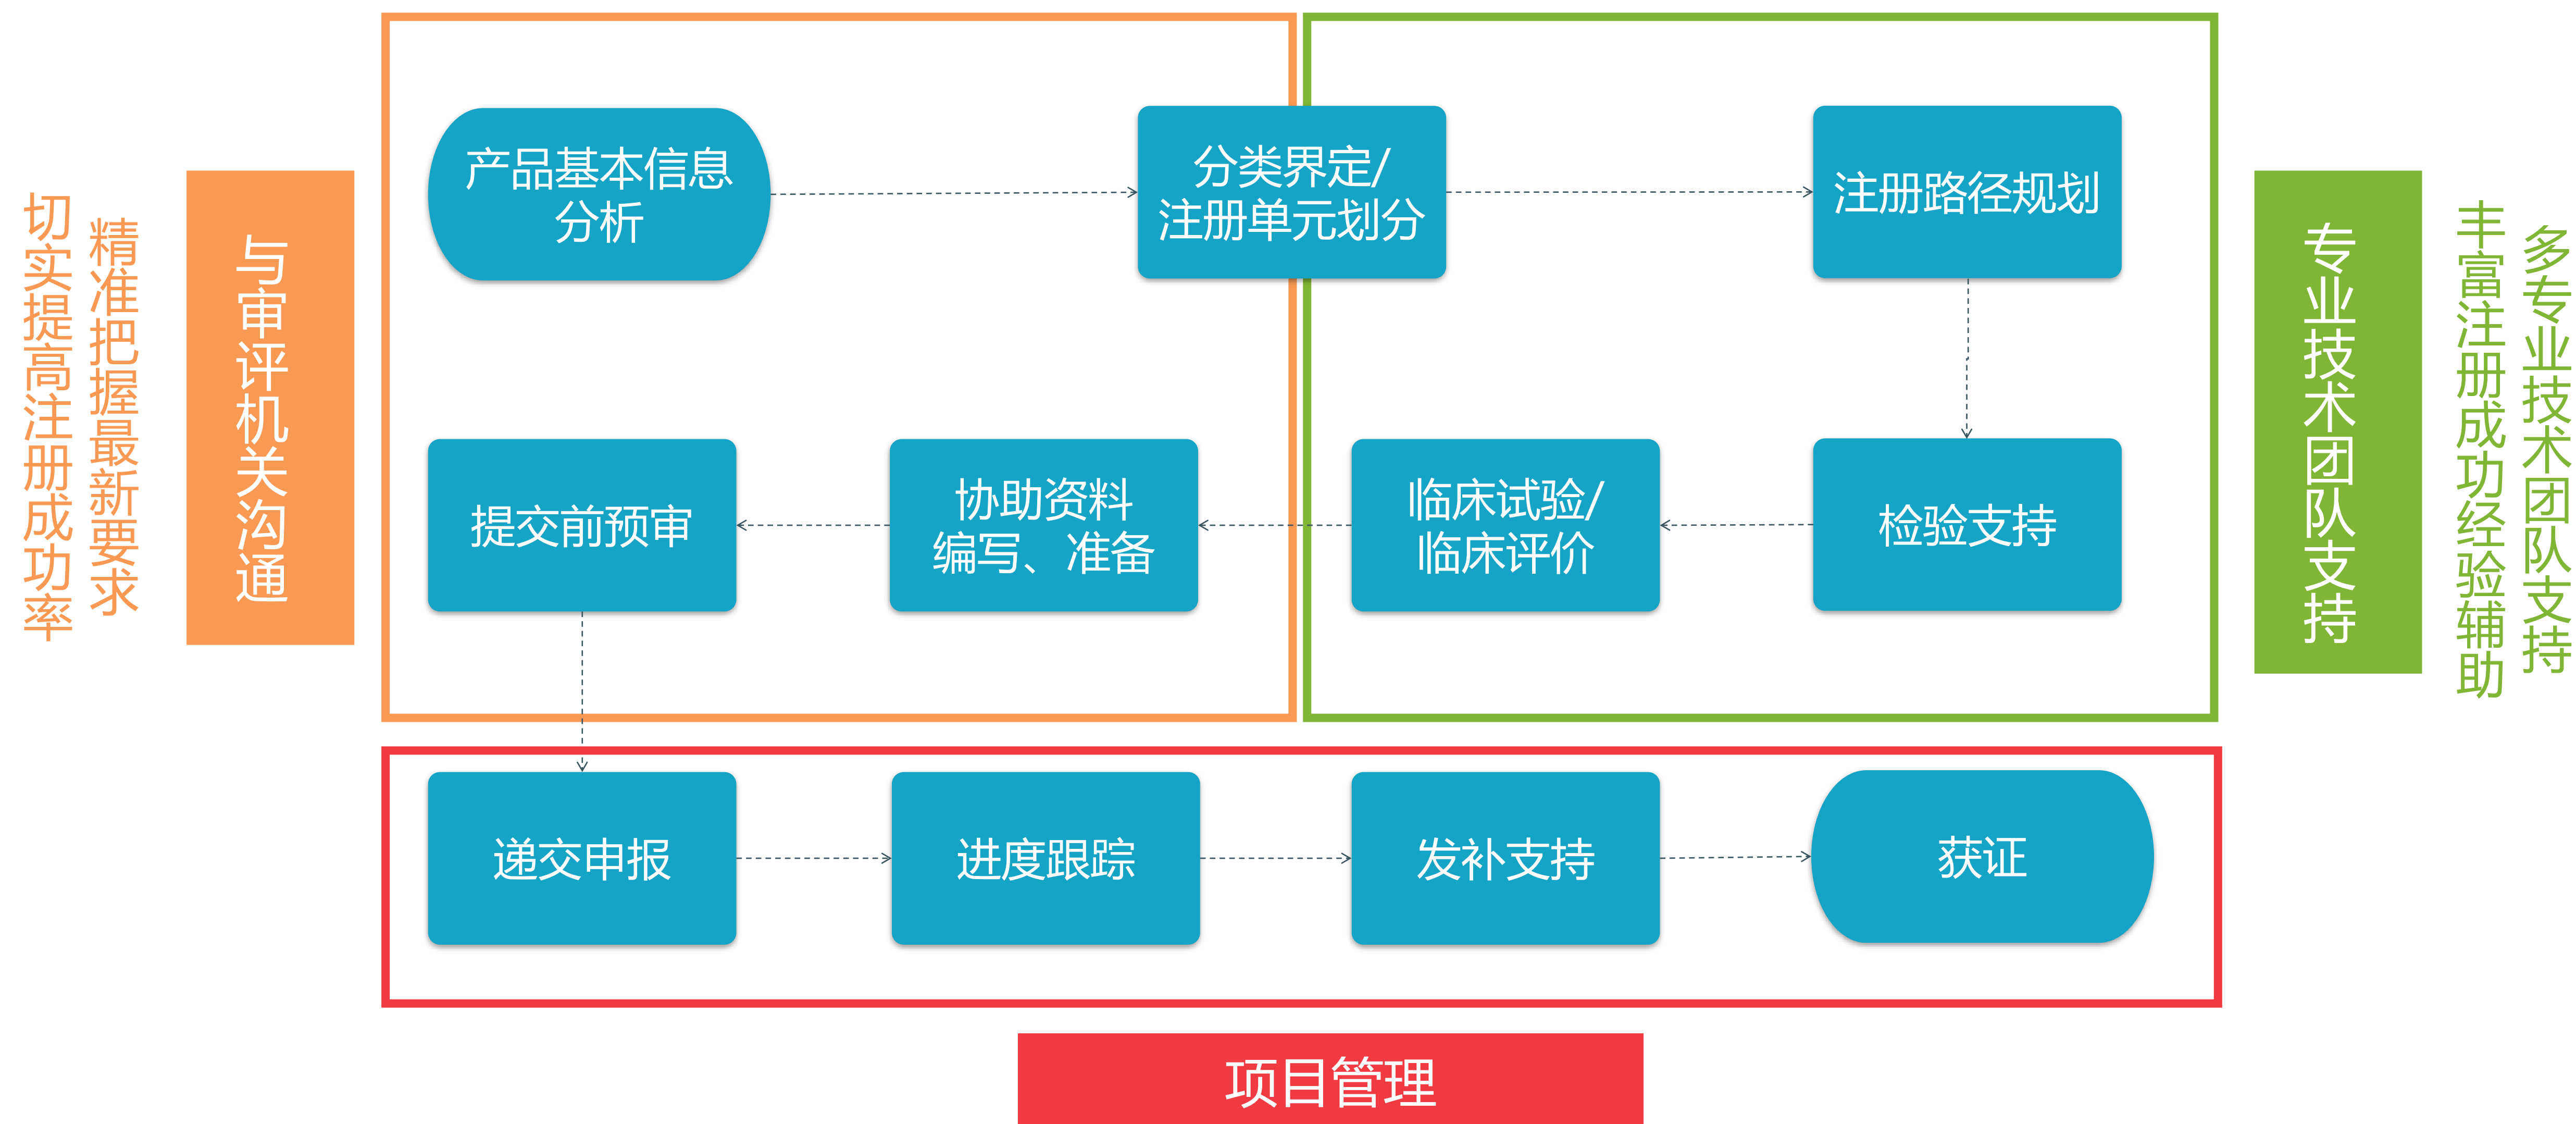 切实提高注册成功率
精准把握最新要求
与审评机关沟通
产品基本信息
分析
分类界定/
注册单元划分
注册路径规划
提交前预审
协助资料
编写、准备
临床试验/
临床评价
检验支持
递交申报
进度跟踪
发补支持
获证
专业技术团队支持
丰富注册成功经验辅助
多专业技术团队支持
项目管理